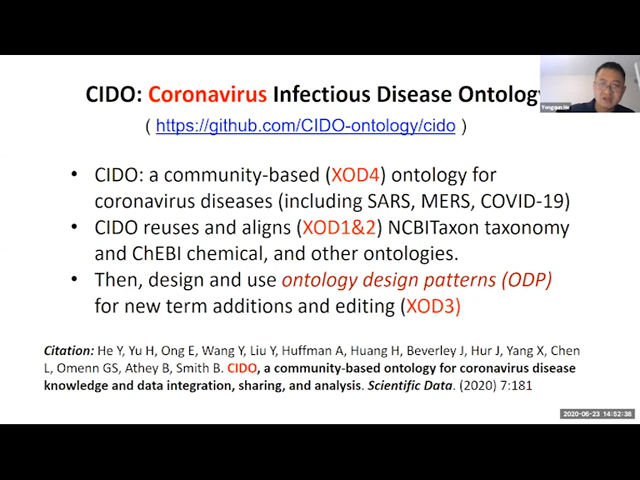 CIDO: Coronavirus Infectious Disease Ontology
( https://github.com/CIDO-ontology/cido )
• CIDO: a community-based (XOD4) ontology for
coronavirus diseases (including SARS, MERS, COVID-19)
• CIDO reuses and aligns (XOD1&2) NCBITaxon taxonomy
and ChEBI chemical, and other ontologies.
• Then, design and use ontology design patterns (ODP)
for new term additions and editing (XOD3)
Citation: He Y, Yu H, Ong E, Wang Y, Liu Y, Huffman A, Huang H, Beverley J, Hur J, Yang X, Chen
L, Omenn GS, Athey B, Smith B. CIDO, a community-based ontology for coronavirus disease
knowledge and data integration, sharing, and analysis. Scientific Data. (2020) 7:181
2020-06-23 14:52:38